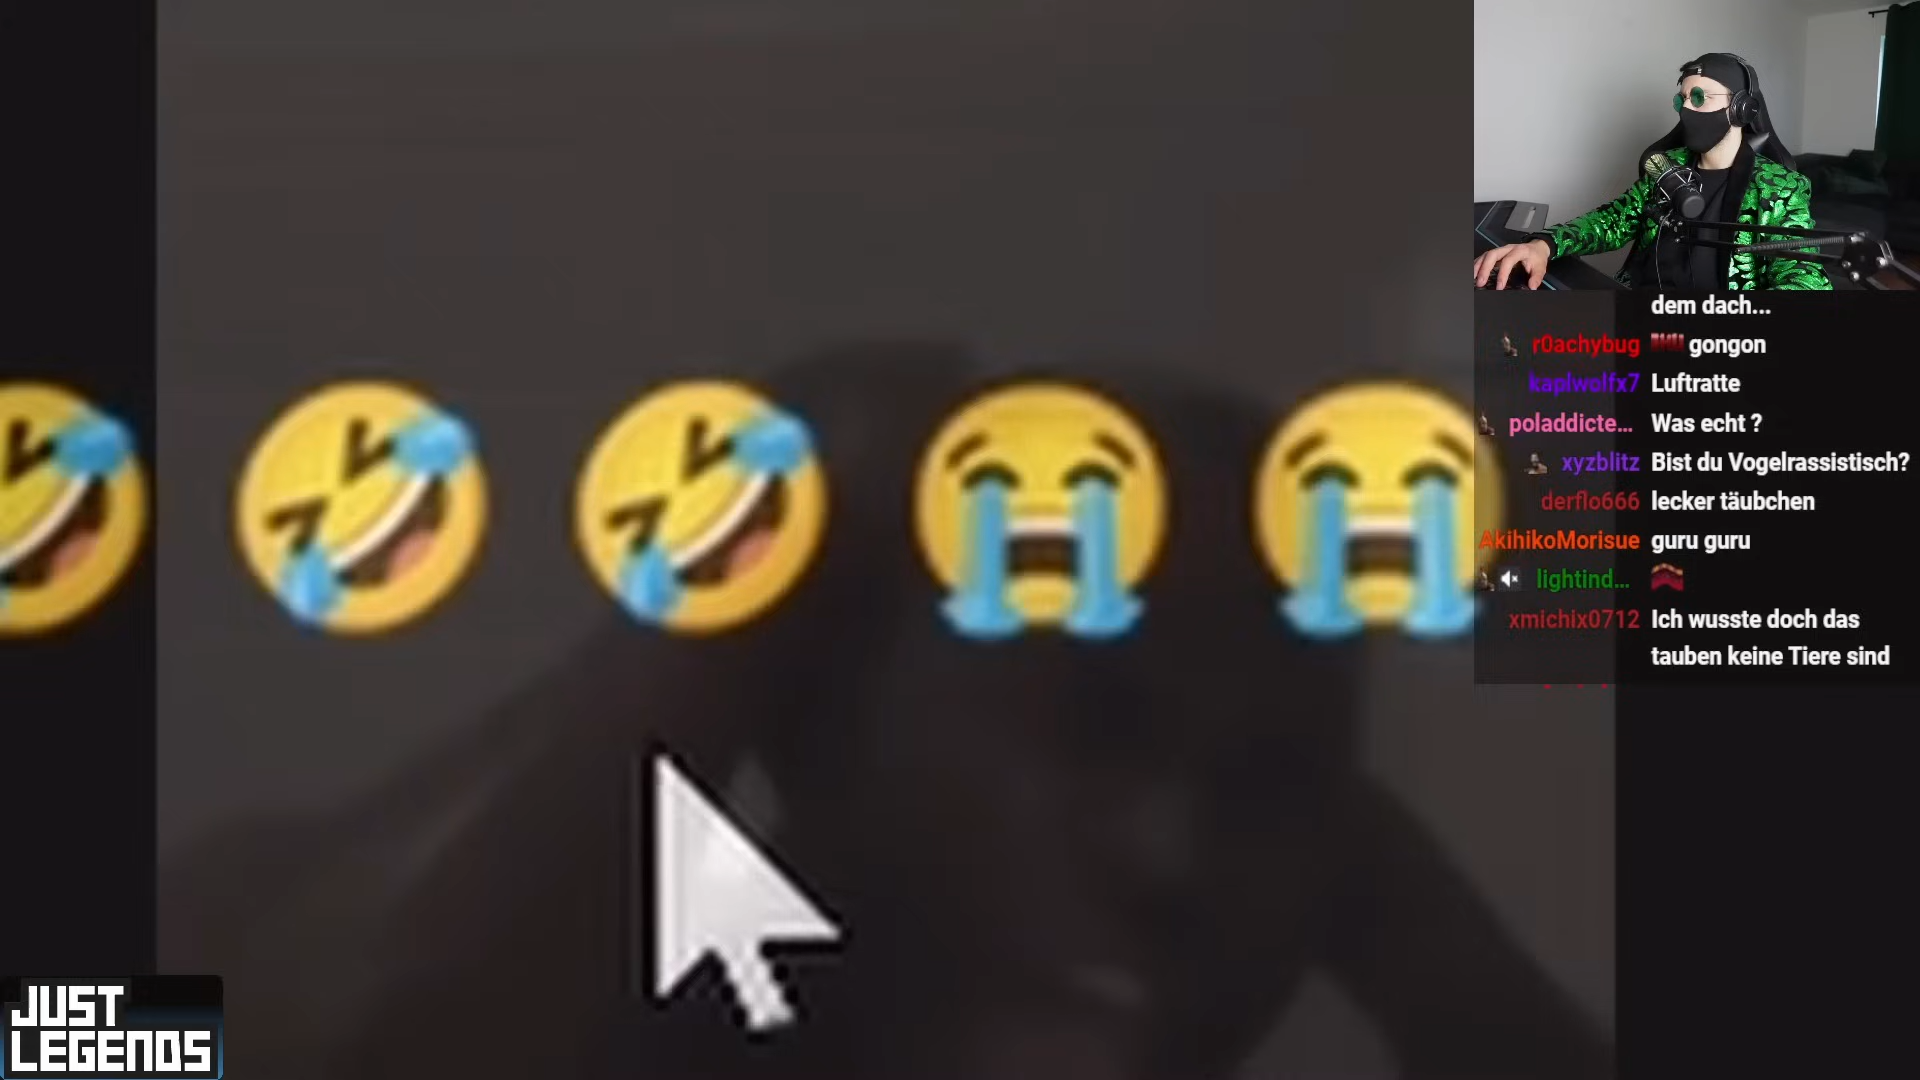 dem dach...
r0achybug gongon
kaplwolfx7 Luftratte
poladdicte... Was echt ?
xyzblitz Bist du Vogelrassistisch?
derflo666 lecker täubchen
AkihikoMorisue guru guru
lightind...
xmichix0712 Ich wusste doch das
tauben keine Tiere sind
JUST
LEGENDS